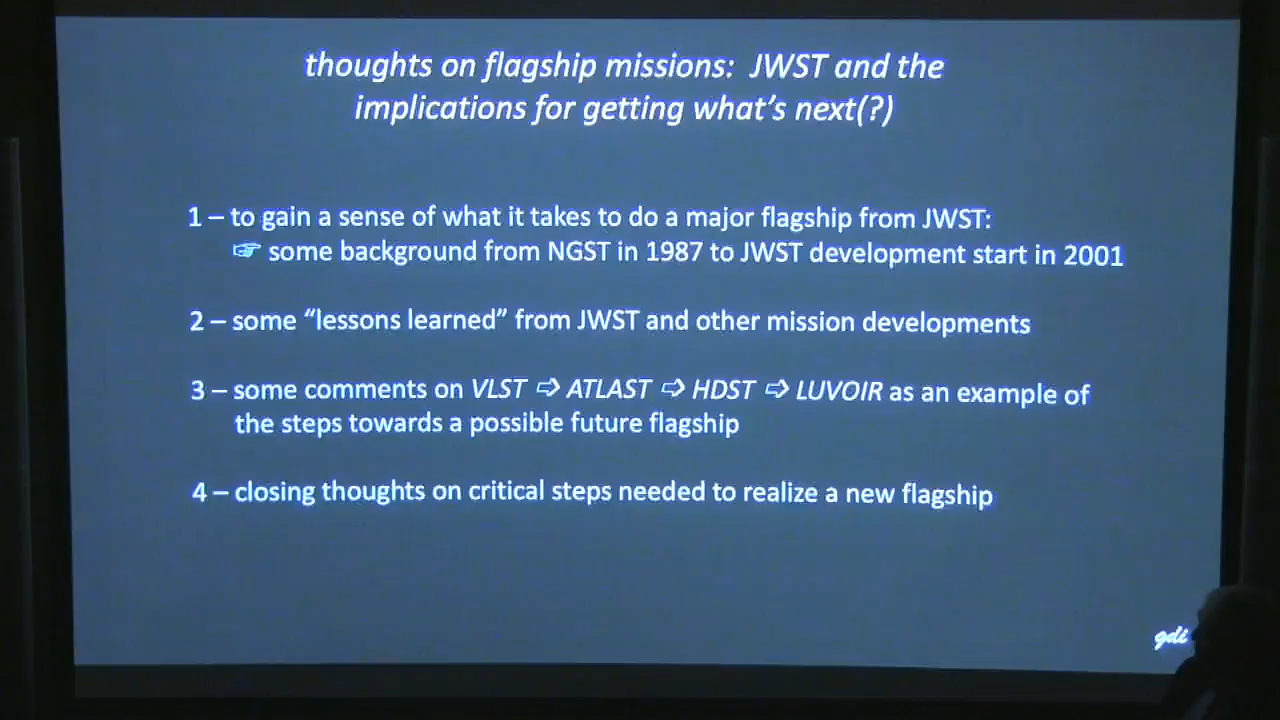 thoughts on flagship missions: JWST and the
implications for getting what's next(?)
1 – to gain a sense of what it takes to do a major flagship from JWST:
☞ some background from NGST in 1987 to JWST development start in 2001
2 – some “lessons learned” from JWST and other mission developments
3 – some comments on VLST ⇨ ATLAST ⇨ HDST ⇨ LUVOIR as an example of
the steps towards a possible future flagship
4 – closing thoughts on critical steps needed to realize a new flagship
gdi